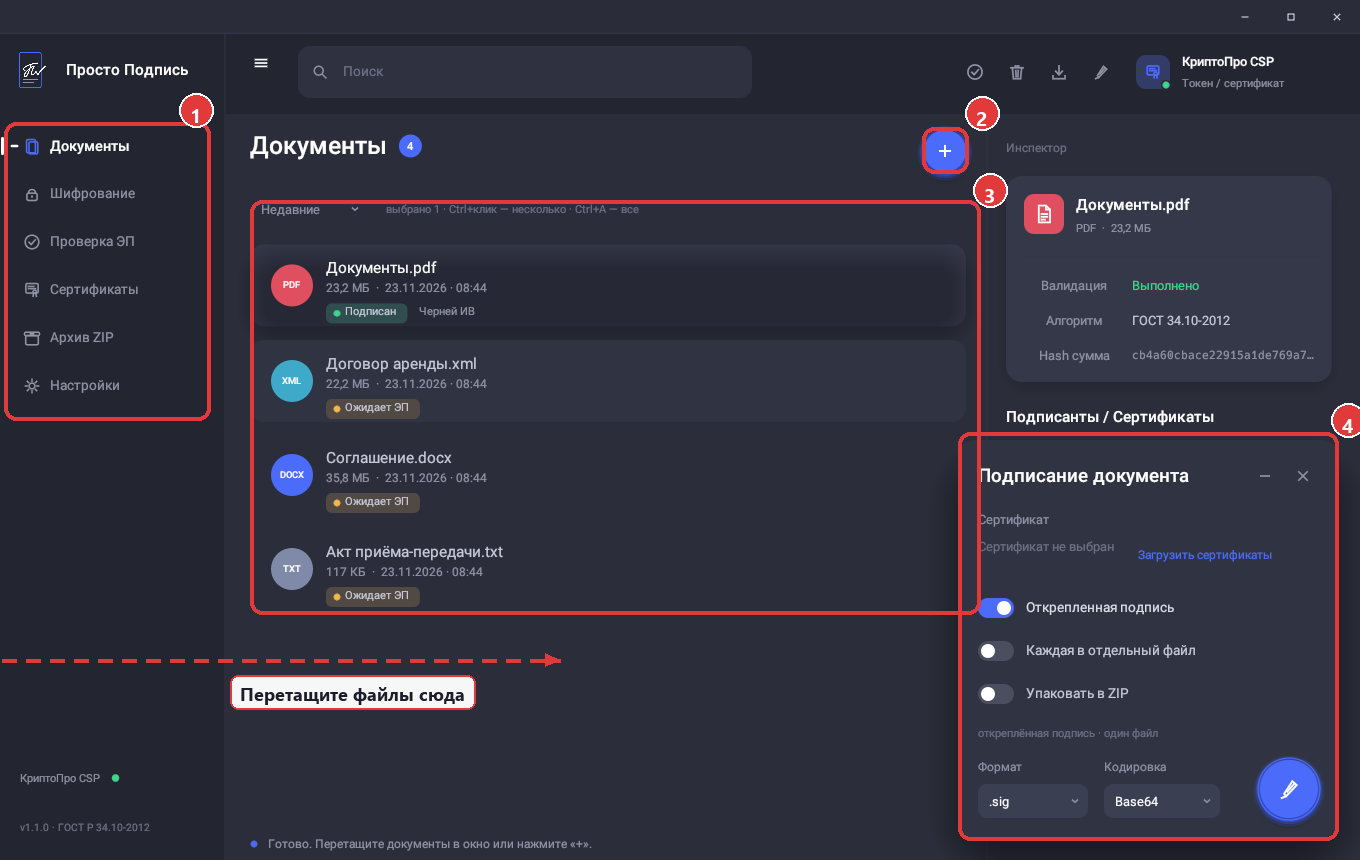 Просто Подпись
Поиск
КриптоПро CSP
Токен / сертификат
1
Документы
Шифрование
Проверка ЭП
Сертификаты
Архив ZIP
Настройки
Документы 4
2
+
3
Недавние
выбрано 1 · Ctrl+клик — несколько · Ctrl+A — все
PDF
Документы.pdf
23,2 МБ · 23.11.2026 · 08:44
Подписан Черней ИВ
XML
Договор аренды.xml
22,2 МБ · 23.11.2026 · 08:44
Ожидает ЭП
DOCX
Соглашение.docx
35,8 МБ · 23.11.2026 · 08:44
Ожидает ЭП
TXT
Акт приёма-передачи.txt
117 КБ · 23.11.2026 · 08:44
Ожидает ЭП
Перетащите файлы сюда
Инспектор
Документы.pdf
PDF · 23,2 МБ
Валидация Выполнено
Алгоритм ГОСТ 34.10-2012
Hash сумма cb4a60cbace22915a1de769a7…
Подписанты / Сертификаты
4
Подписание документа
Сертификат
Сертификат не выбран
Загрузить сертификаты
Открепленная подпись
Каждая в отдельный файл
Упаковать в ZIP
откреплённая подпись · один файл
Формат Кодировка
.sig Base64
КриптоПро CSP
v1.1.0 · ГОСТ Р 34.10-2012
Готово. Перетащите документы в окно или нажмите «+».